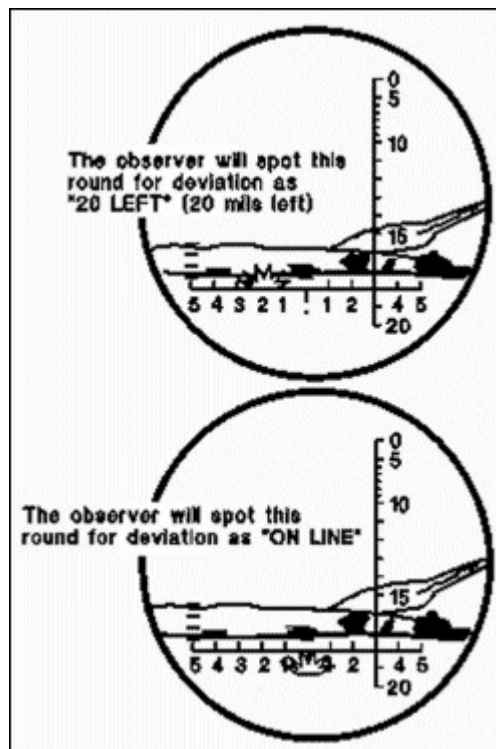 0
5
10
The observer will spot this
round for deviation as
"20 LEFT" (20 mils left)
15
5 4 3 2 1 1 2 4 5
20
0
5
10
The observer will spot this
round for deviation as "ON LINE"
15
5 4 3 2 2 4 5
20